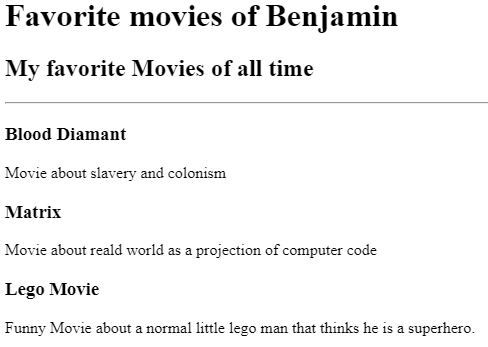 Favorite movies of Benjamin
My favorite Movies of all time
Blood Diamant
Movie about slavery and colonism
Matrix
Movie about reald world as a projection of computer code
Lego Movie
Funny Movie about a normal little lego man that thinks he is a superhero.